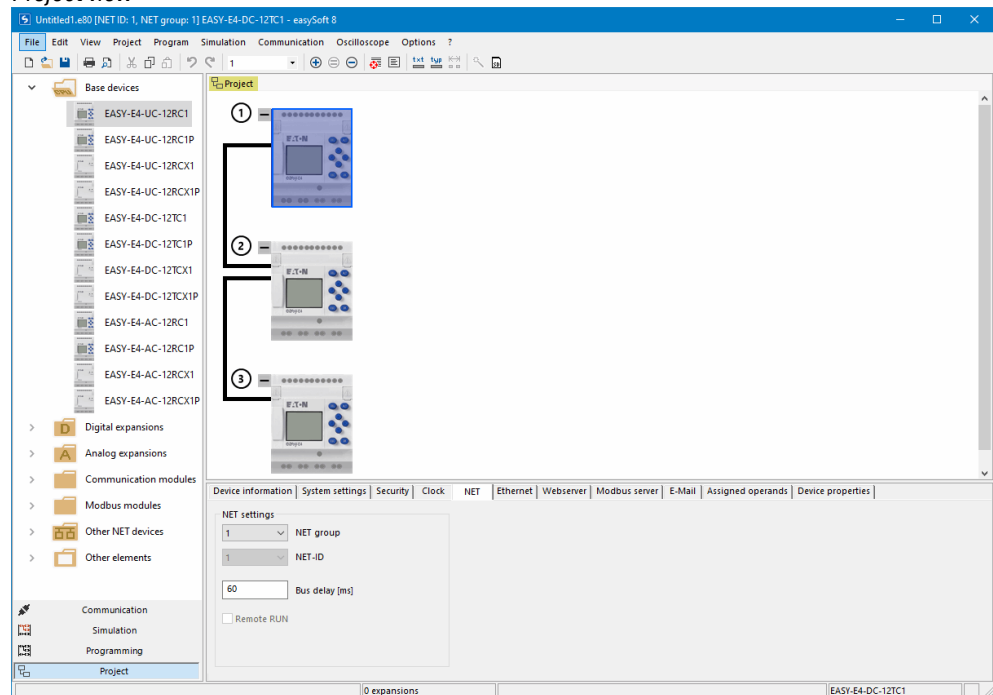 Project view
Untitled1.e80 [NET ID: 1, NET group: 1] EASY-E4-DC-12TC1 - easySoft 8
File Edit View Project Program Simulation Communication Oscilloscope Options ?
1
Base devices
EASY-E4-UC-12RC1
EASY-E4-UC-12RC1P
EASY-E4-UC-12RCX1
EASY-E4-UC-12RCX1P
EASY-E4-DC-12TC1
EASY-E4-DC-12TC1P
EASY-E4-DC-12TCX1
EASY-E4-DC-12TCX1P
EASY-E4-AC-12RC1
EASY-E4-AC-12RC1P
EASY-E4-AC-12RCX1
EASY-E4-AC-12RCX1P
D Digital expansions
A Analog expansions
Communication modules
Modbus modules
Other NET devices
Other elements
Communication
Simulation
Programming
Project
Project
1
E.T.N
2
E.T.N
3
E.T.N
Device information System settings Security Clock NET Ethernet Webserver Modbus server E-Mail Assigned operands Device properties
NET settings
1 NET group
1 NET-ID
60 Bus delay [ms]
Remote RUN
0 expansions EASY-E4-DC-12TC1